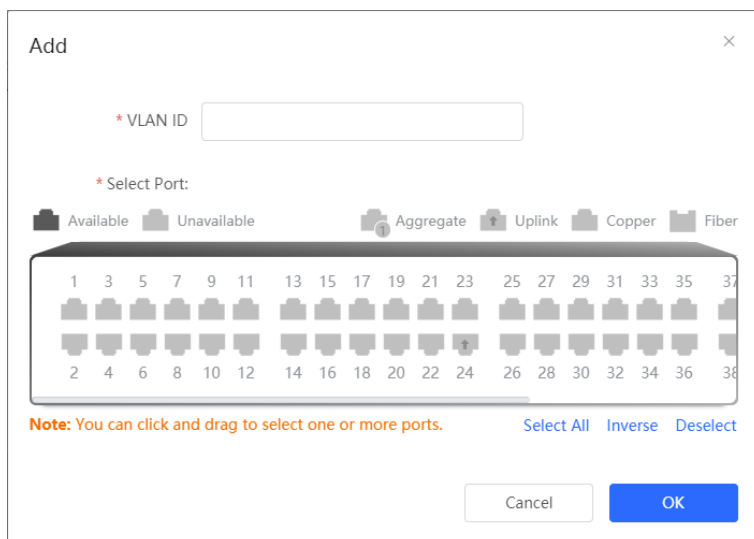 Add
* VLAN ID
* Select Port:
Available Unavailable 1 Aggregate Uplink Copper Fiber
1 3 5 7 9 11 13 15 17 19 21 23 25 27 29 31 33 35 37
2 4 6 8 10 12 14 16 18 20 22 24 26 28 30 32 34 36 38
Note: You can click and drag to select one or more ports. Select All Inverse Deselect
Cancel OK